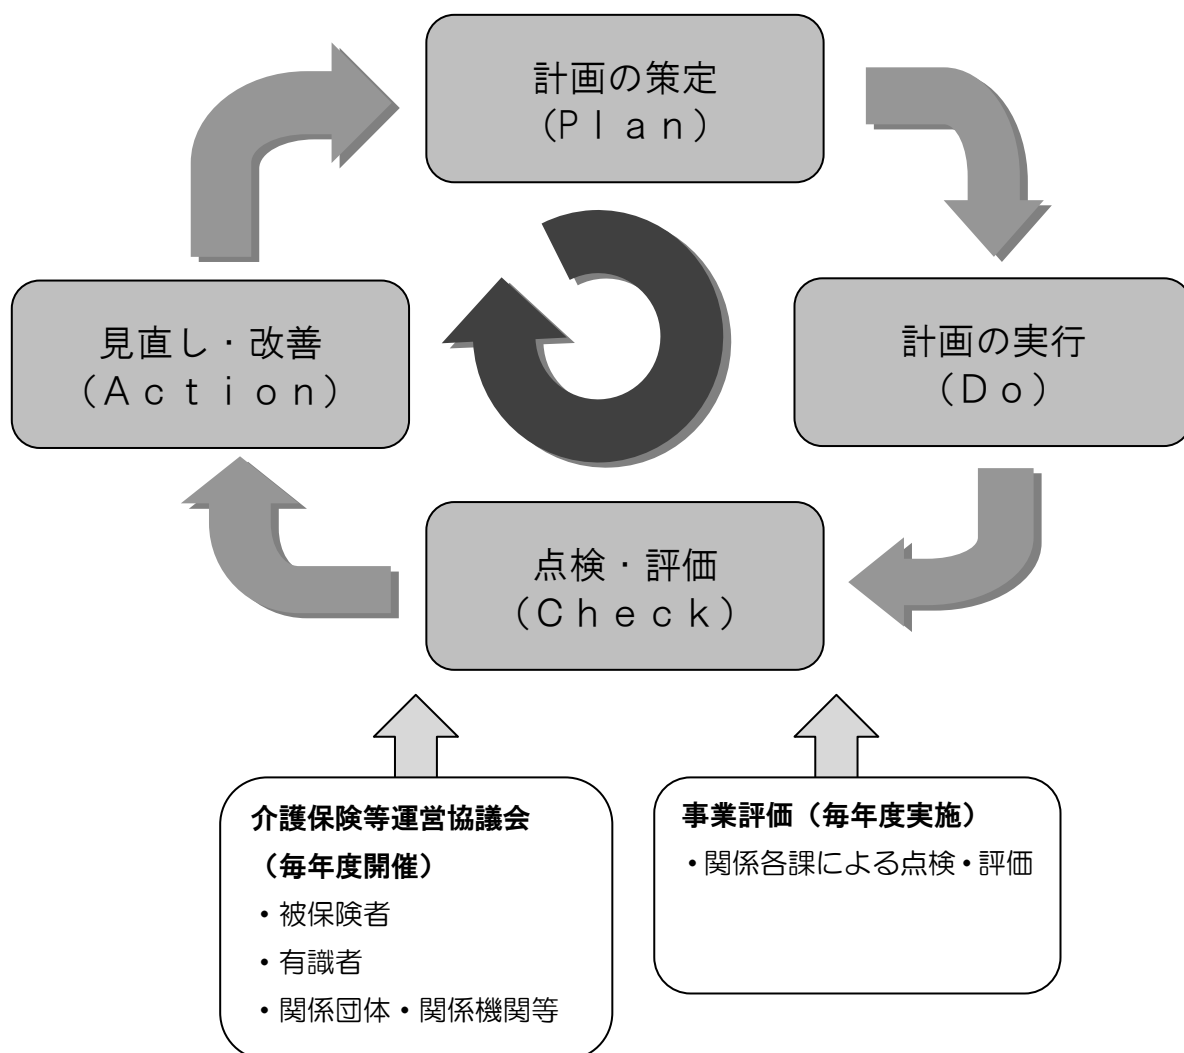 計画の策定
(Plan)
見直し・改善
(Action)
計画の実行
(Do)
点検・評価
(Check)
介護保険等運営協議会
(毎年度開催)
・被保険者
・有識者
・関係団体・関係機関等
事業評価(毎年度実施)
・関係各課による点検・評価